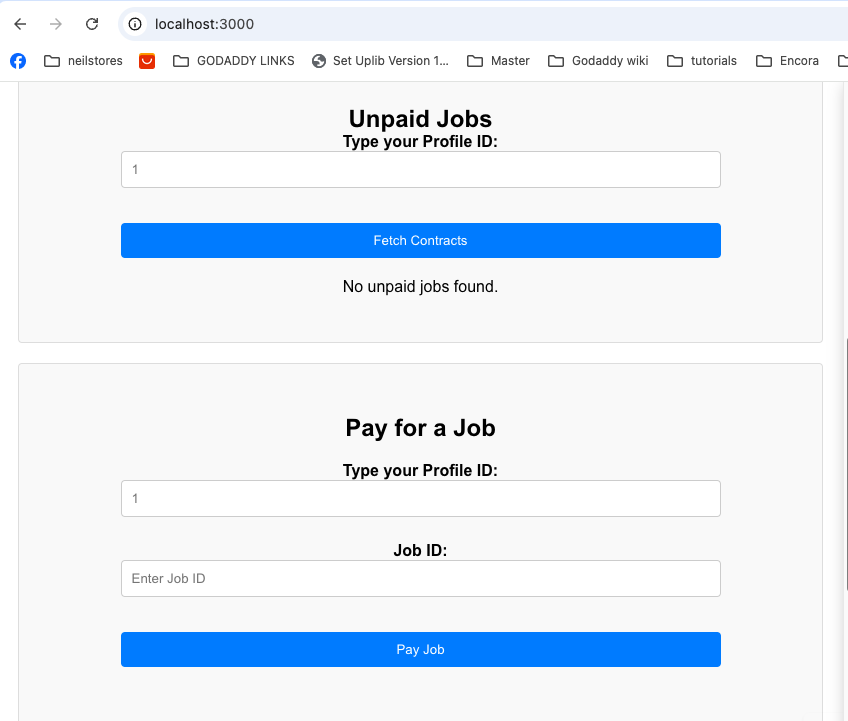 localhost:3000
neilstores GODADDY LINKS Set Uplib Version 1... Master Godaddy wiki tutorials Encora
Unpaid Jobs
Type your Profile ID:
1
Fetch Contracts
No unpaid jobs found.
Pay for a Job
Type your Profile ID:
1
Job ID:
Enter Job ID
Pay Job